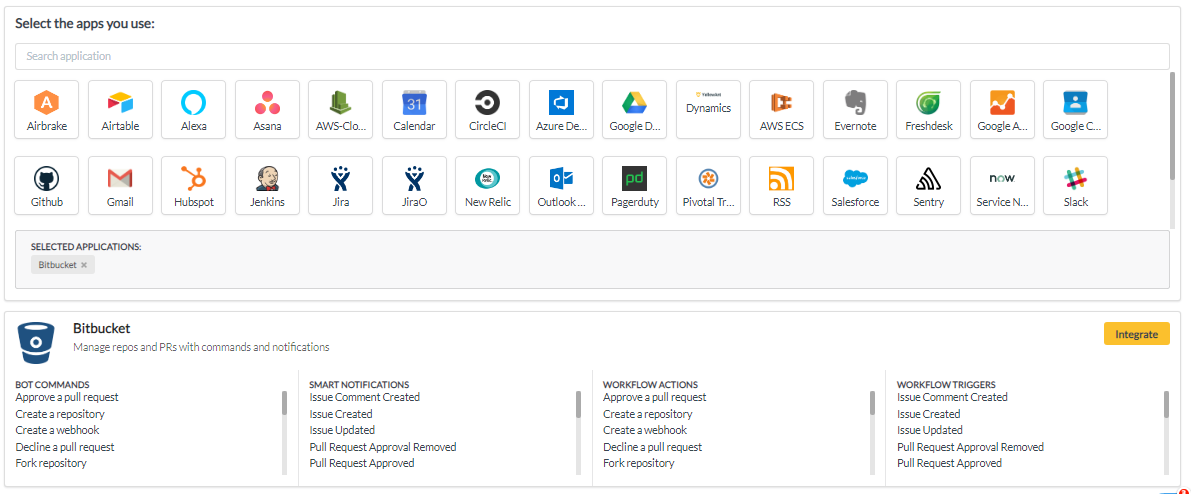 Select the apps you use:
Search application
Airbrake
Airtable
Alexa
Asana
AWS-Clo...
31
Calendar
CircleCI
Azure De...
Google D...
Dynamics
AWS ECS
Evernote
Freshdesk
Google A...
Google C...
Github
Gmail
Hubspot
Jenkins
Jira
JiraO
New Relic
Outlook ...
pd
Pagerduty
Pivotal Tr...
RSS
salesforce
Salesforce
Sentry
now
Service N...
Slack
SELECTED APPLICATIONS:
Bitbucket ×
Bitbucket
Manage repos and PRs with commands and notifications
Integrate
BOT COMMANDS
Approve a pull request
Create a repository
Create a webhook
Decline a pull request
Fork repository
SMART NOTIFICATIONS
Issue Comment Created
Issue Created
Issue Updated
Pull Request Approval Removed
Pull Request Approved
WORKFLOW ACTIONS
Approve a pull request
Create a repository
Create a webhook
Decline a pull request
Fork repository
WORKFLOW TRIGGERS
Issue Comment Created
Issue Created
Issue Updated
Pull Request Approval Removed
Pull Request Approved